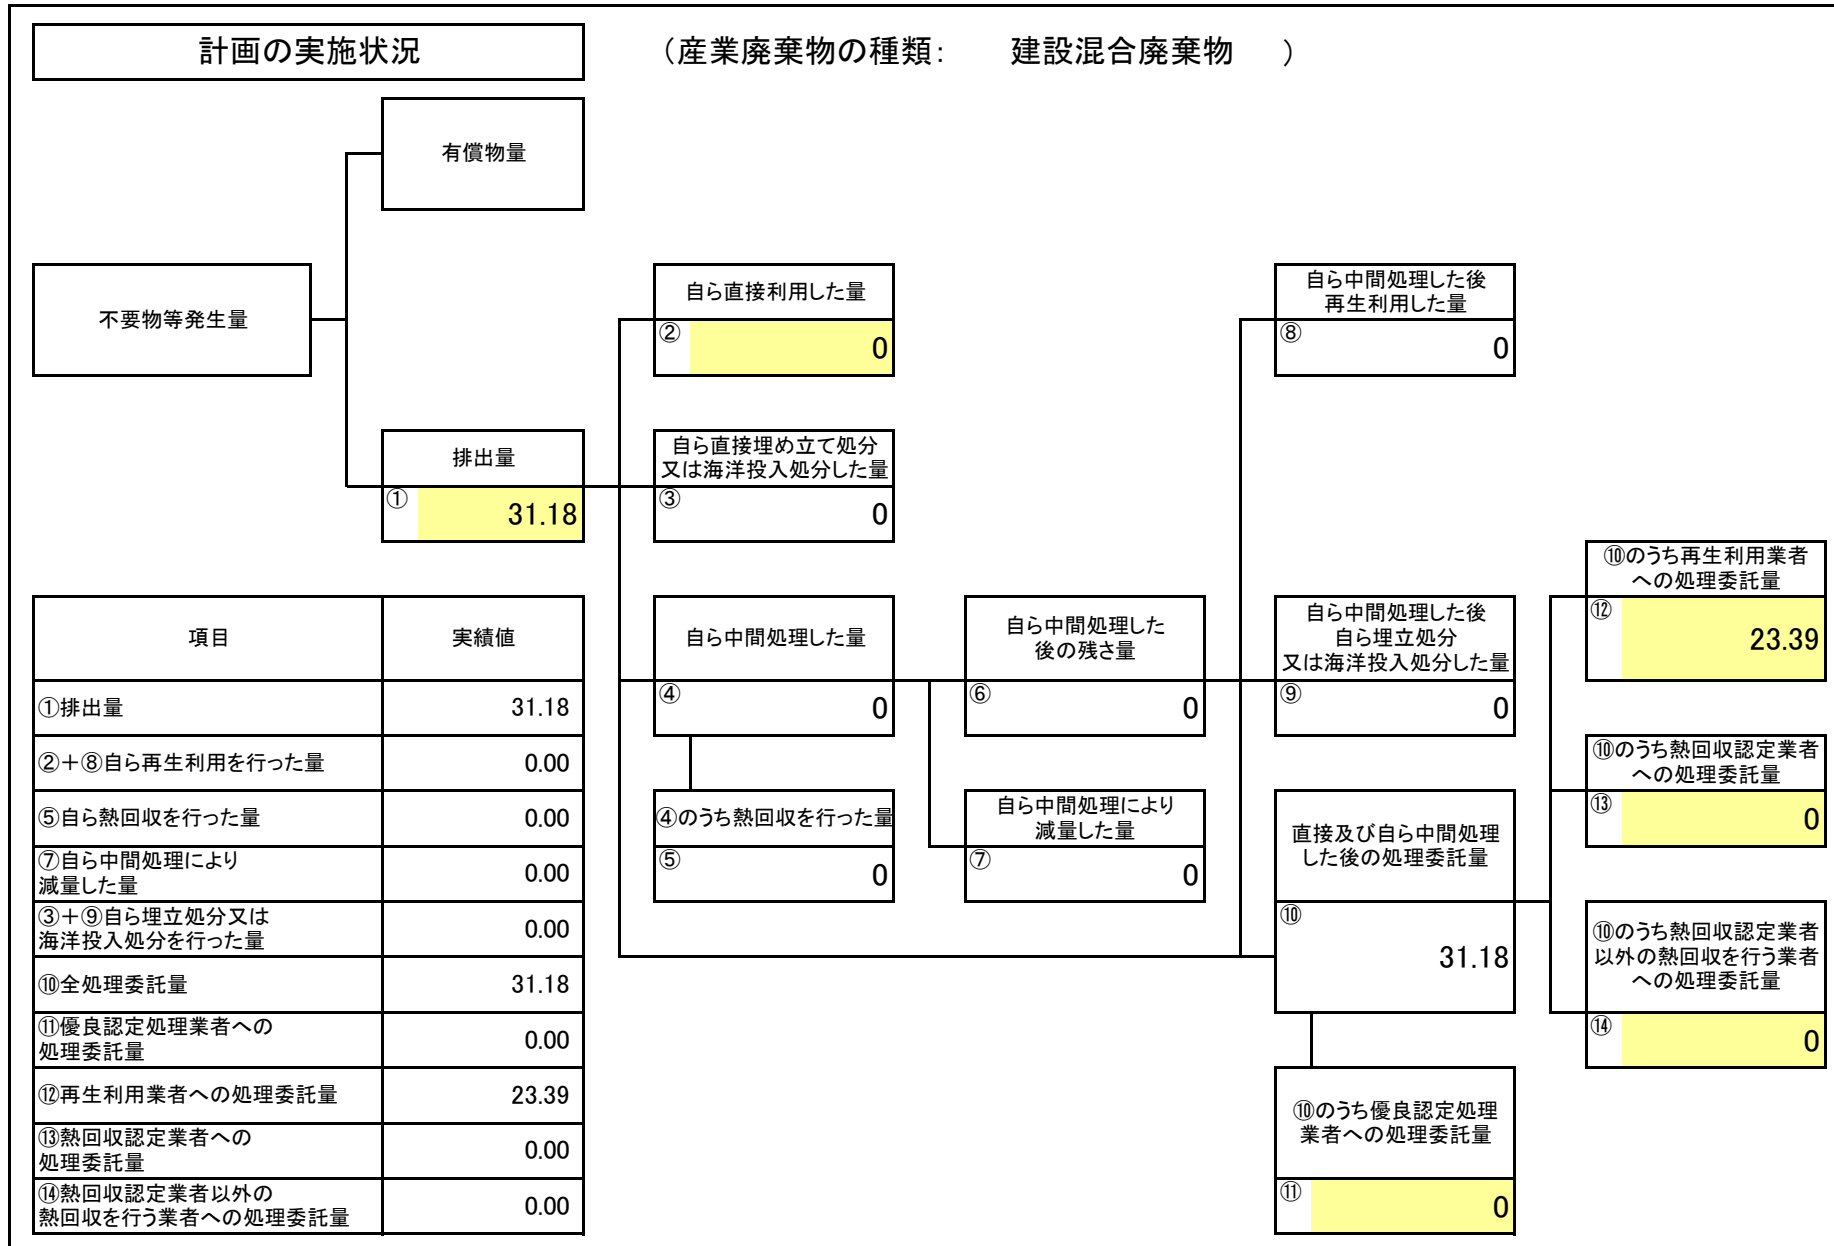 計画の実施状況
（産業廃棄物の種類： 建設混合廃棄物 ）
有償物量
不要物等発生量
自ら直接利用した量
②
0
自ら中間処理した後
再生利用した量
⑧
0
排出量
①
31.18
自ら直接埋め立て処分
又は海洋投入処分した量
③
0
⑩のうち再生利用業者
への処理委託量
⑫
23.39
自ら中間処理した量
④
0
自ら中間処理した
後の残さ量
⑥
0
自ら中間処理した後
自ら埋立処分
又は海洋投入処分した量
⑨
0
⑩のうち熱回収認定業者
への処理委託量
⑬
0
④のうち熱回収を行った量
⑤
0
自ら中間処理により
減量した量
⑦
0
直接及び自ら中間処理
した後の処理委託量
⑩
31.18
⑩のうち熱回収認定業者
以外の熱回収を行う業者
への処理委託量
⑭
0
⑩のうち優良認定処理
業者への処理委託量
⑪
0
項目 実績値
①排出量 31.18
②＋⑧自ら再生利用を行った量 0.00
⑤自ら熱回収を行った量 0.00
⑦自ら中間処理により
減量した量 0.00
③＋⑨自ら埋立処分又は
海洋投入処分を行った量 0.00
⑩全処理委託量 31.18
⑪優良認定処理業者への
処理委託量 0.00
⑫再生利用業者への処理委託量 23.39
⑬熱回収認定業者への
処理委託量 0.00
⑭熱回収認定業者以外の
熱回収を行う業者への処理委託量 0.00